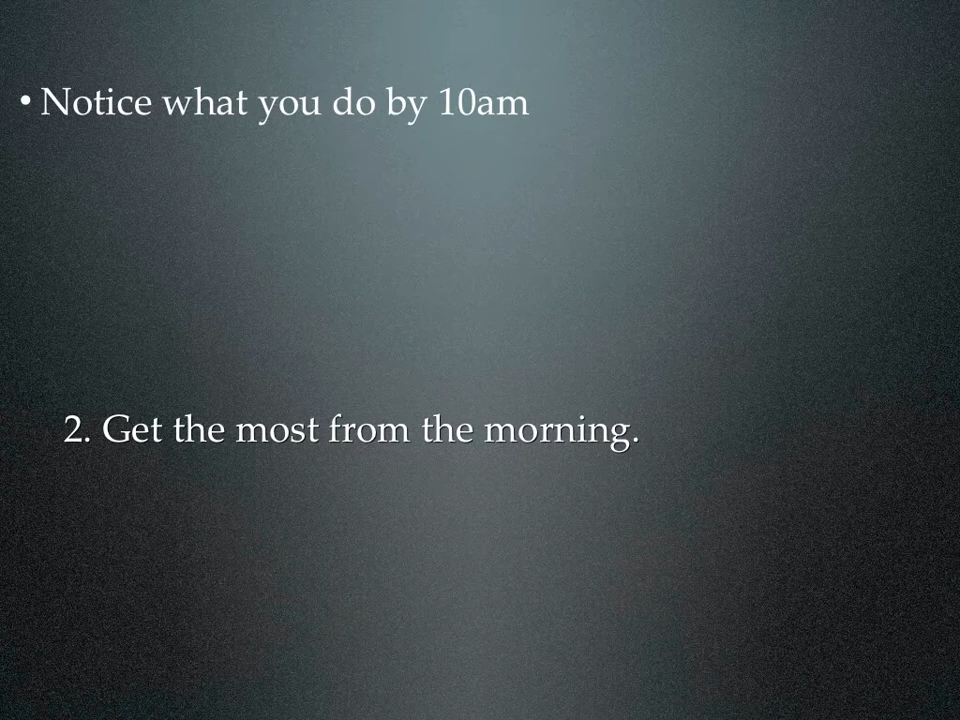 • Notice what you do by 10am
2. Get the most from the morning.